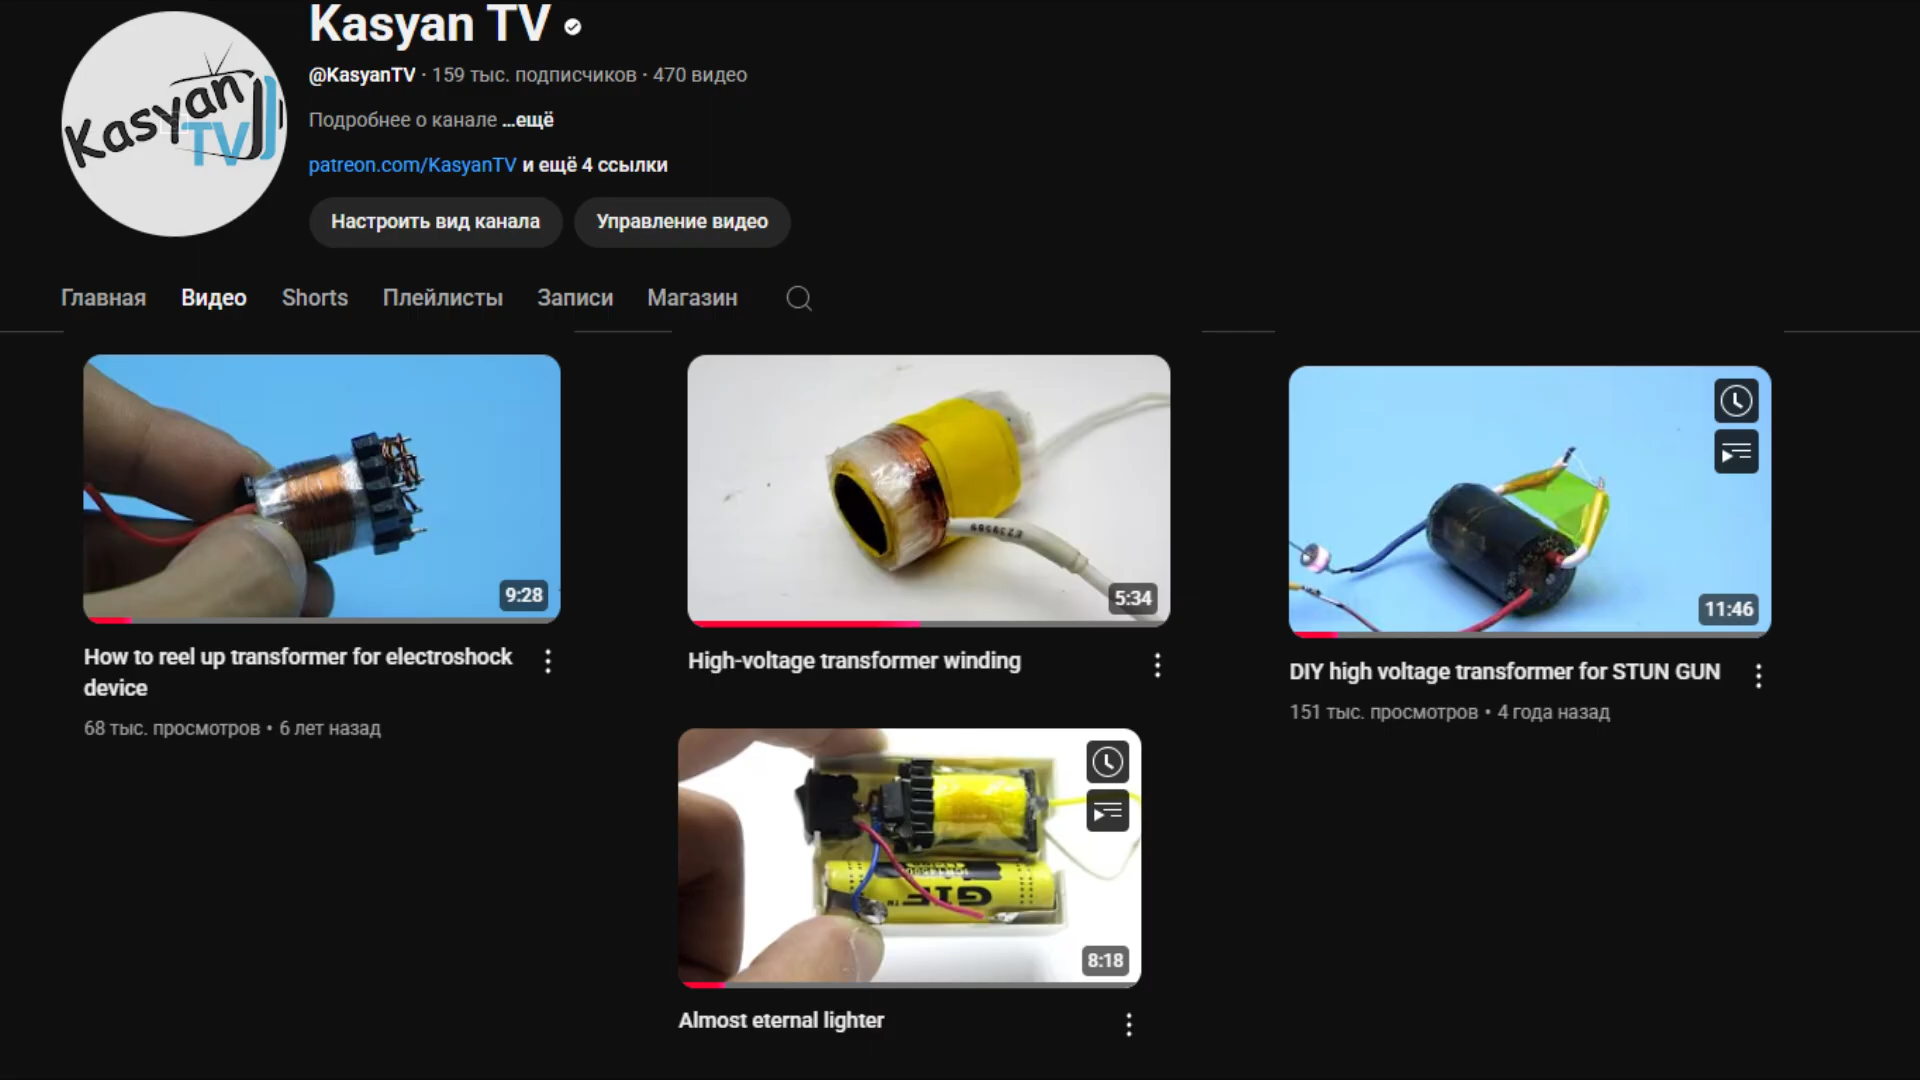 Kasyan TV
Kasyan
TV
@KasyanTV · 159 тыс. подписчиков · 470 видео
Подробнее о канале ...ещё
patreon.com/KasyanTV и ещё 4 ссылки
Настроить вид канала Управление видео
Главная Видео Shorts Плейлисты Записи Магазин
9:28
How to reel up transformer for electroshock
device
68 тыс. просмотров • 6 лет назад
E239589
5:34
High-voltage transformer winding
11:46
DIY high voltage transformer for STUN GUN
151 тыс. просмотров • 4 года назад
8:18
Almost eternal lighter